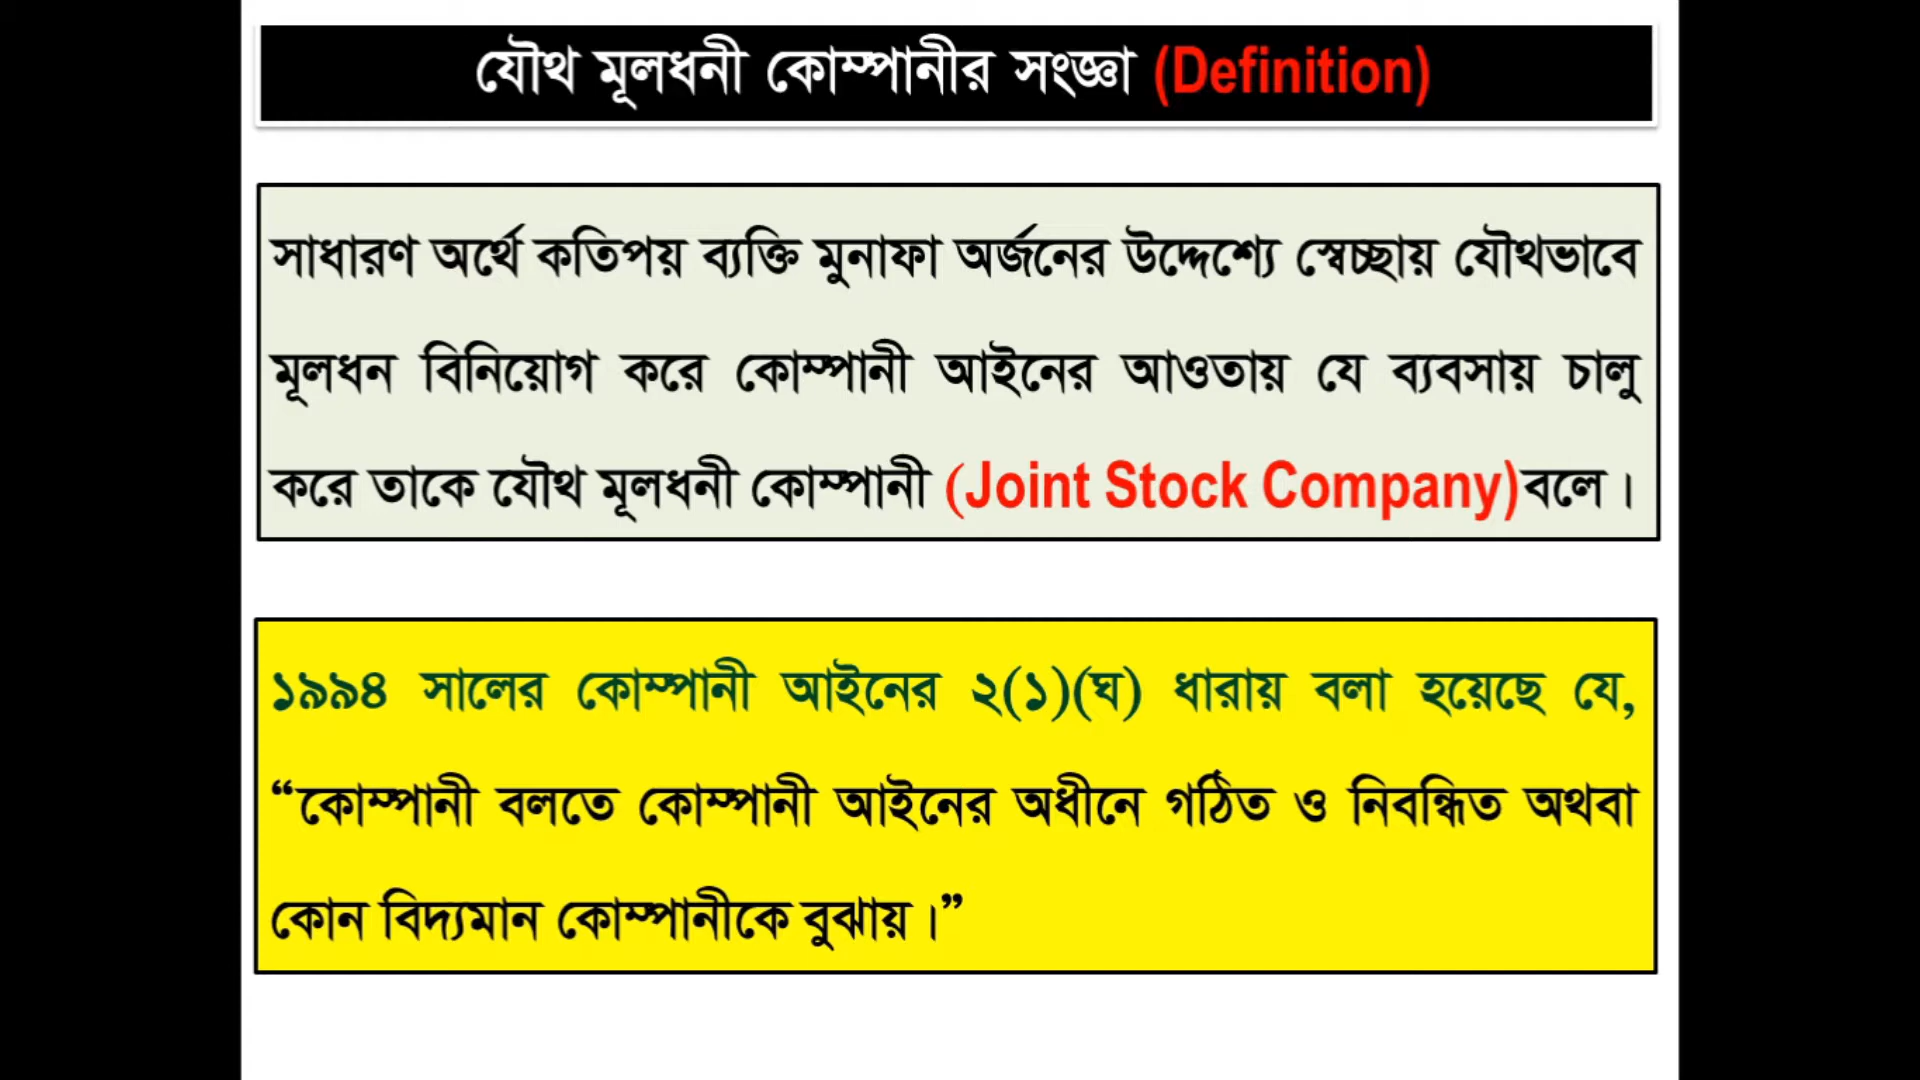 যৌথ মূলধনী কোম্পানীর সংজ্ঞা (Definition)
সাধারণ অর্থে কতিপয় ব্যক্তি মুনাফা অর্জনের উদ্দেশ্যে স্বেচ্ছায় যৌথভাবে
মূলধন বিনিয়োগ করে কোম্পানী আইনের আওতায় যে ব্যবসায় চালু
করে তাকে যৌথ মূলধনী কোম্পানী (Joint Stock Company)বলে।
১৯৯৪ সালের কোম্পানী আইনের ২(১)(ঘ) ধারায় বলা হয়েছে যে,
“কোম্পানী বলতে কোম্পানী আইনের অধীনে গঠিত ও নিবন্ধিত অথবা
কোন বিদ্যমান কোম্পানীকে বুঝায়।”